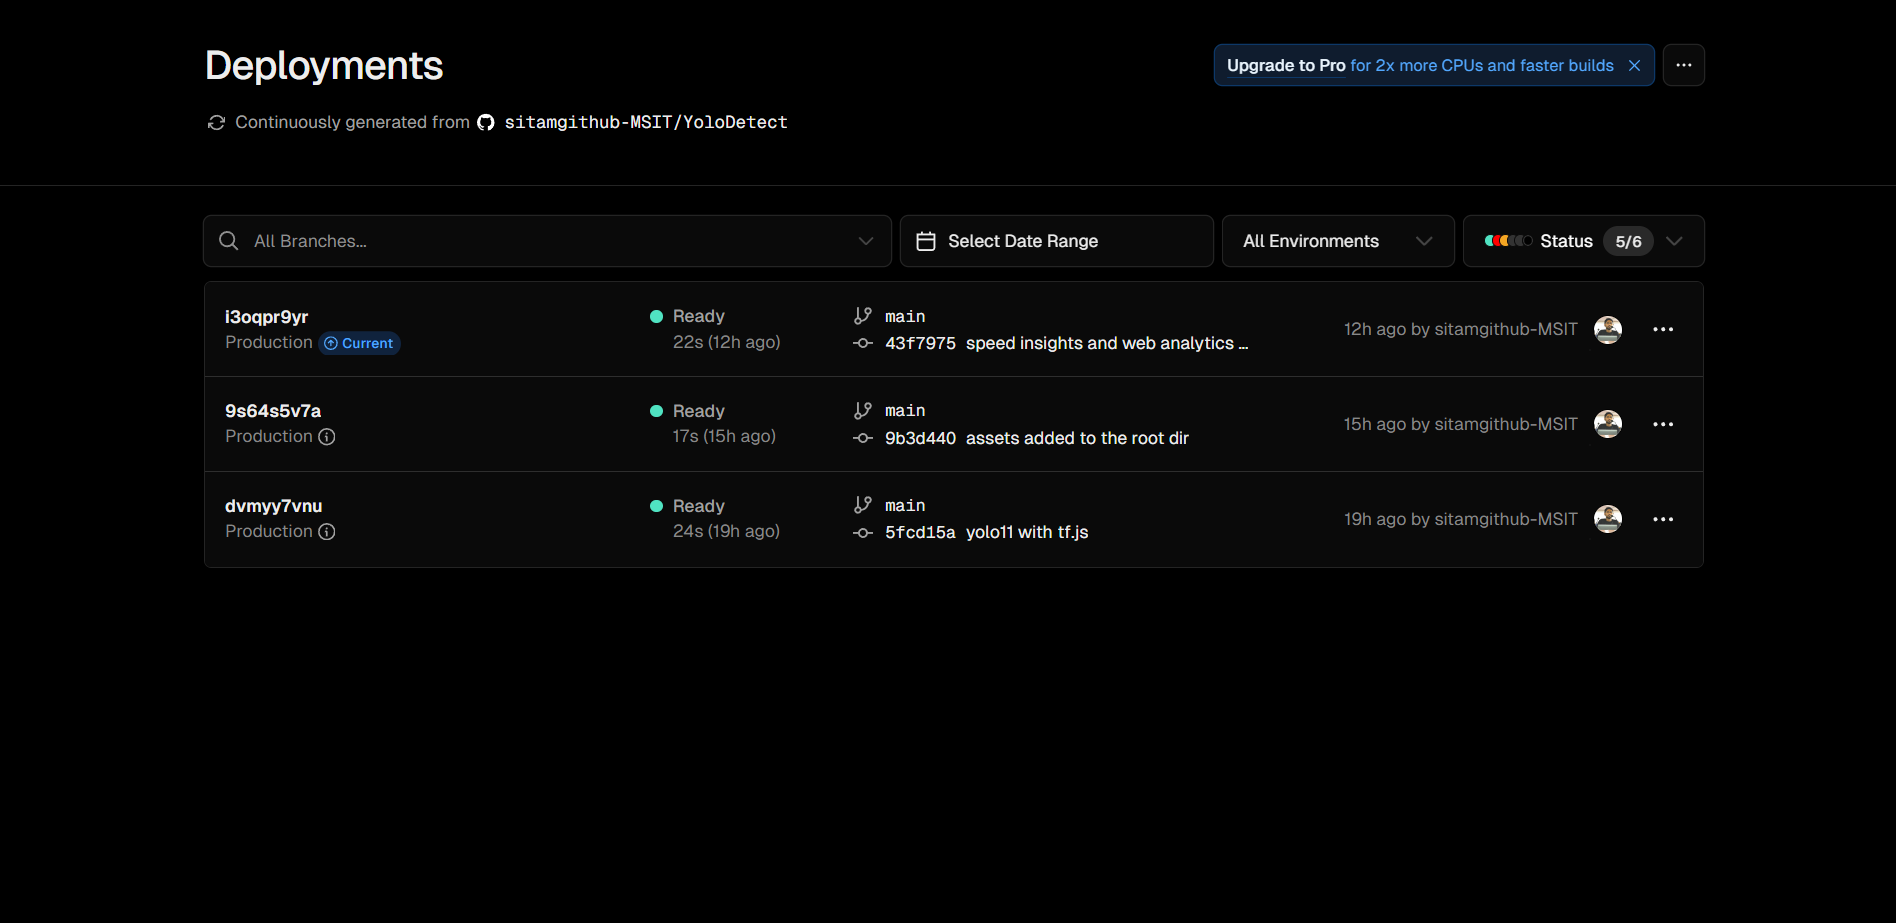 Deployments
Upgrade to Pro for 2x more CPUs and faster builds
Continuously generated from sitamgithub-MSIT/YoloDetect
All Branches...
Select Date Range
All Environments
Status 5/6
i3oqpr9yr
Production Current
Ready
22s (12h ago)
main
43f7975 speed insights and web analytics ...
12h ago by sitamgithub-MSIT
9s64s5v7a
Production
Ready
17s (15h ago)
main
9b3d440 assets added to the root dir
15h ago by sitamgithub-MSIT
dvmyy7vnu
Production
Ready
24s (19h ago)
main
5fcd15a yolo11 with tf.js
19h ago by sitamgithub-MSIT